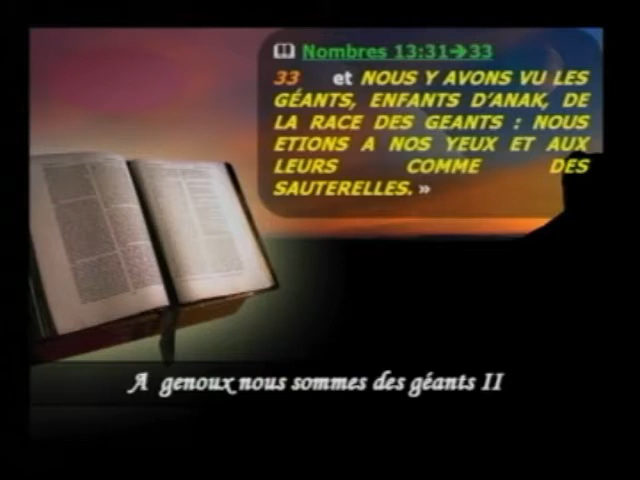 Nombres 13:31→33
33 et NOUS Y AVONS VU LES
GÉANTS, ENFANTS D'ANAK, DE
LA RACE DES GEANTS : NOUS
ETIONS A NOS YEUX ET AUX
LEURS COMME DES
SAUTERELLES. »
A genoux nous sommes des géants II